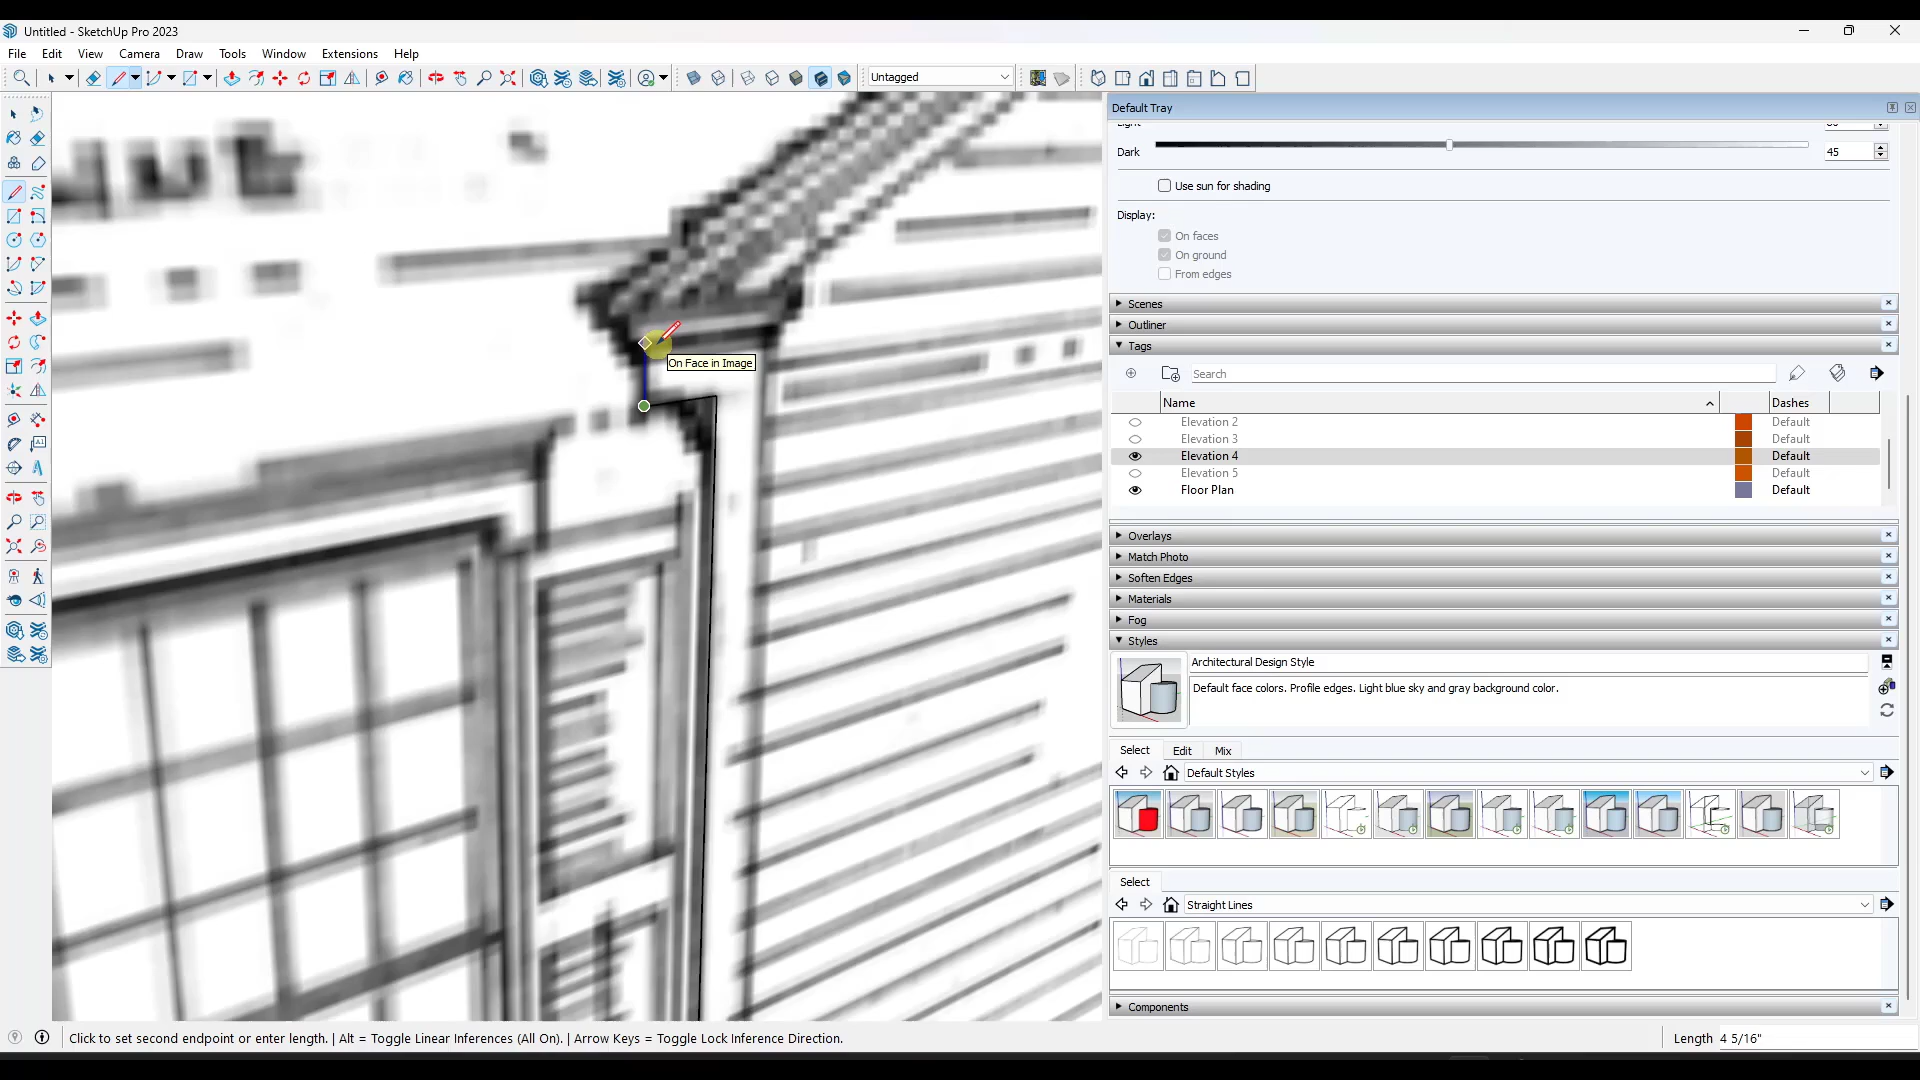 Untitled - SketchUp Pro 2023
File Edit View Camera Draw Tools Window Extensions Help
Untagged
Default Tray
Dark 45
Use sun for shading
Display:
On faces
On ground
From edges
Scenes
Outliner
Tags
Search
Name Dashes
Elevation 2 Default
Elevation 3 Default
Elevation 4 Default
Elevation 5 Default
Floor Plan Default
Overlays
Match Photo
Soften Edges
Materials
Fog
Styles
Architectural Design Style
Default face colors. Profile edges. Light blue sky and gray background color.
Select Edit Mix
Default Styles
Select
Straight Lines
Components
On Face in Image
Click to set second endpoint or enter length. | Alt = Toggle Linear Inferences (All On). | Arrow Keys = Toggle Lock Inference Direction.
Length 4 5/16"